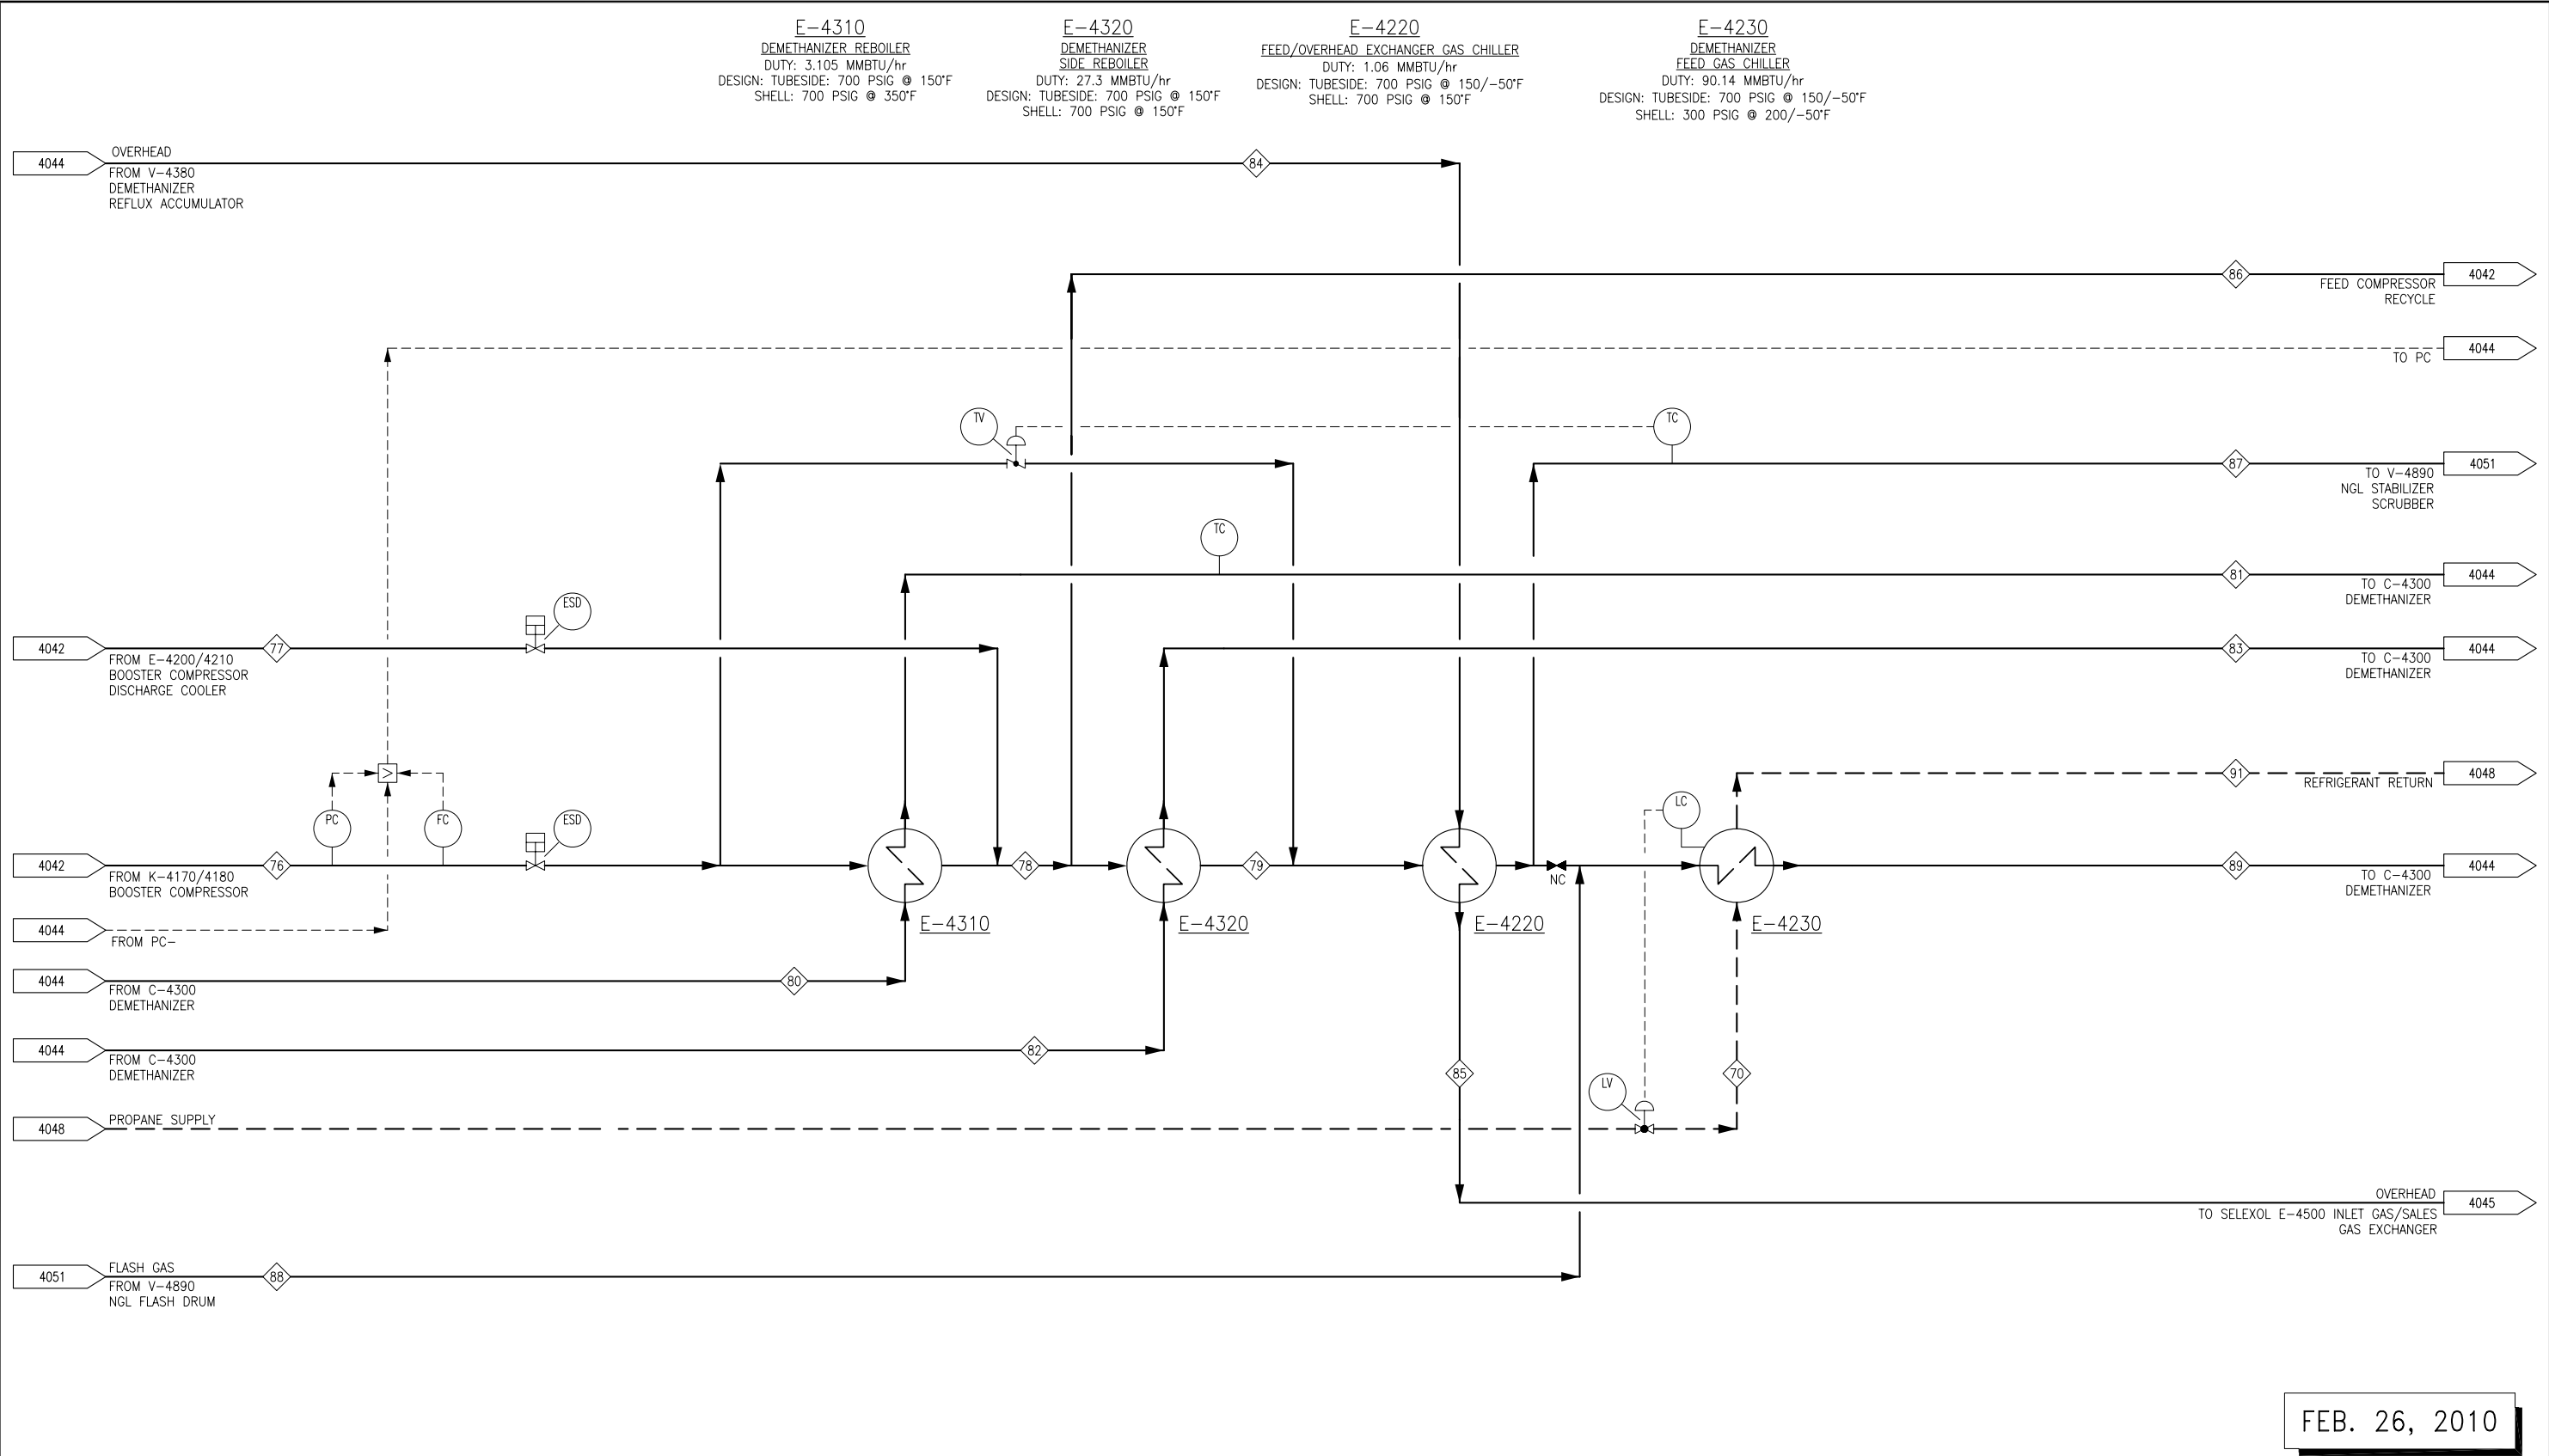 E-4310
DEMETHANIZER REBOILER
DUTY: 3.105 MMBTU/hr
DESIGN: TUBESIDE: 700 PSIG @ 150°F
SHELL: 700 PSIG @ 350°F
E-4320
DEMETHANIZER
SIDE REBOILER
DUTY: 27.3 MMBTU/hr
DESIGN: TUBESIDE: 700 PSIG @ 150°F
SHELL: 700 PSIG @ 150°F
E-4220
FEED/OVERHEAD EXCHANGER GAS CHILLER
DUTY: 1.06 MMBTU/hr
DESIGN: TUBESIDE: 700 PSIG @ 150/-50°F
SHELL: 700 PSIG @ 150°F
E-4230
DEMETHANIZER
FEED GAS CHILLER
DUTY: 90.14 MMBTU/hr
DESIGN: TUBESIDE: 700 PSIG @ 150/-50°F
SHELL: 300 PSIG @ 200/-50°F
4044
OVERHEAD
FROM V-4380
DEMETHANIZER
REFLUX ACCUMULATOR
84
86
FEED COMPRESSOR
RECYCLE
4042
TO PC
4044
TV
TC
87
TO V-4890
NGL STABILIZER
SCRUBBER
4051
TC
81
TO C-4300
DEMETHANIZER
4044
ESD
4042
FROM E-4200/4210
BOOSTER COMPRESSOR
DISCHARGE COOLER
77
83
TO C-4300
DEMETHANIZER
4044
>
91
REFRIGERANT RETURN
4048
PC
FC
ESD
LC
4042
FROM K-4170/4180
BOOSTER COMPRESSOR
76
78
79
NC
89
TO C-4300
DEMETHANIZER
4044
E-4310
E-4320
E-4220
E-4230
4044
FROM PC-
4044
FROM C-4300
DEMETHANIZER
80
4044
FROM C-4300
DEMETHANIZER
82
85
70
LV
4048
PROPANE SUPPLY
OVERHEAD
TO SELEXOL E-4500 INLET GAS/SALES
GAS EXCHANGER
4045
4051
FLASH GAS
FROM V-4890
NGL FLASH DRUM
88
FEB. 26, 2010